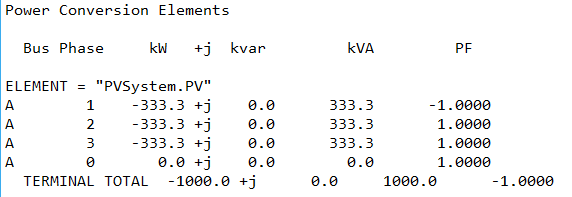 Power Conversion Elements
Bus Phase kW +j kvar kVA PF
ELEMENT = "PVSystem.PV"
A 1 -333.3 +j 0.0 333.3 -1.0000
A 2 -333.3 +j 0.0 333.3 1.0000
A 3 -333.3 +j 0.0 333.3 1.0000
A 0 0.0 +j 0.0 0.0 1.0000
TERMINAL TOTAL -1000.0 +j 0.0 1000.0 -1.0000